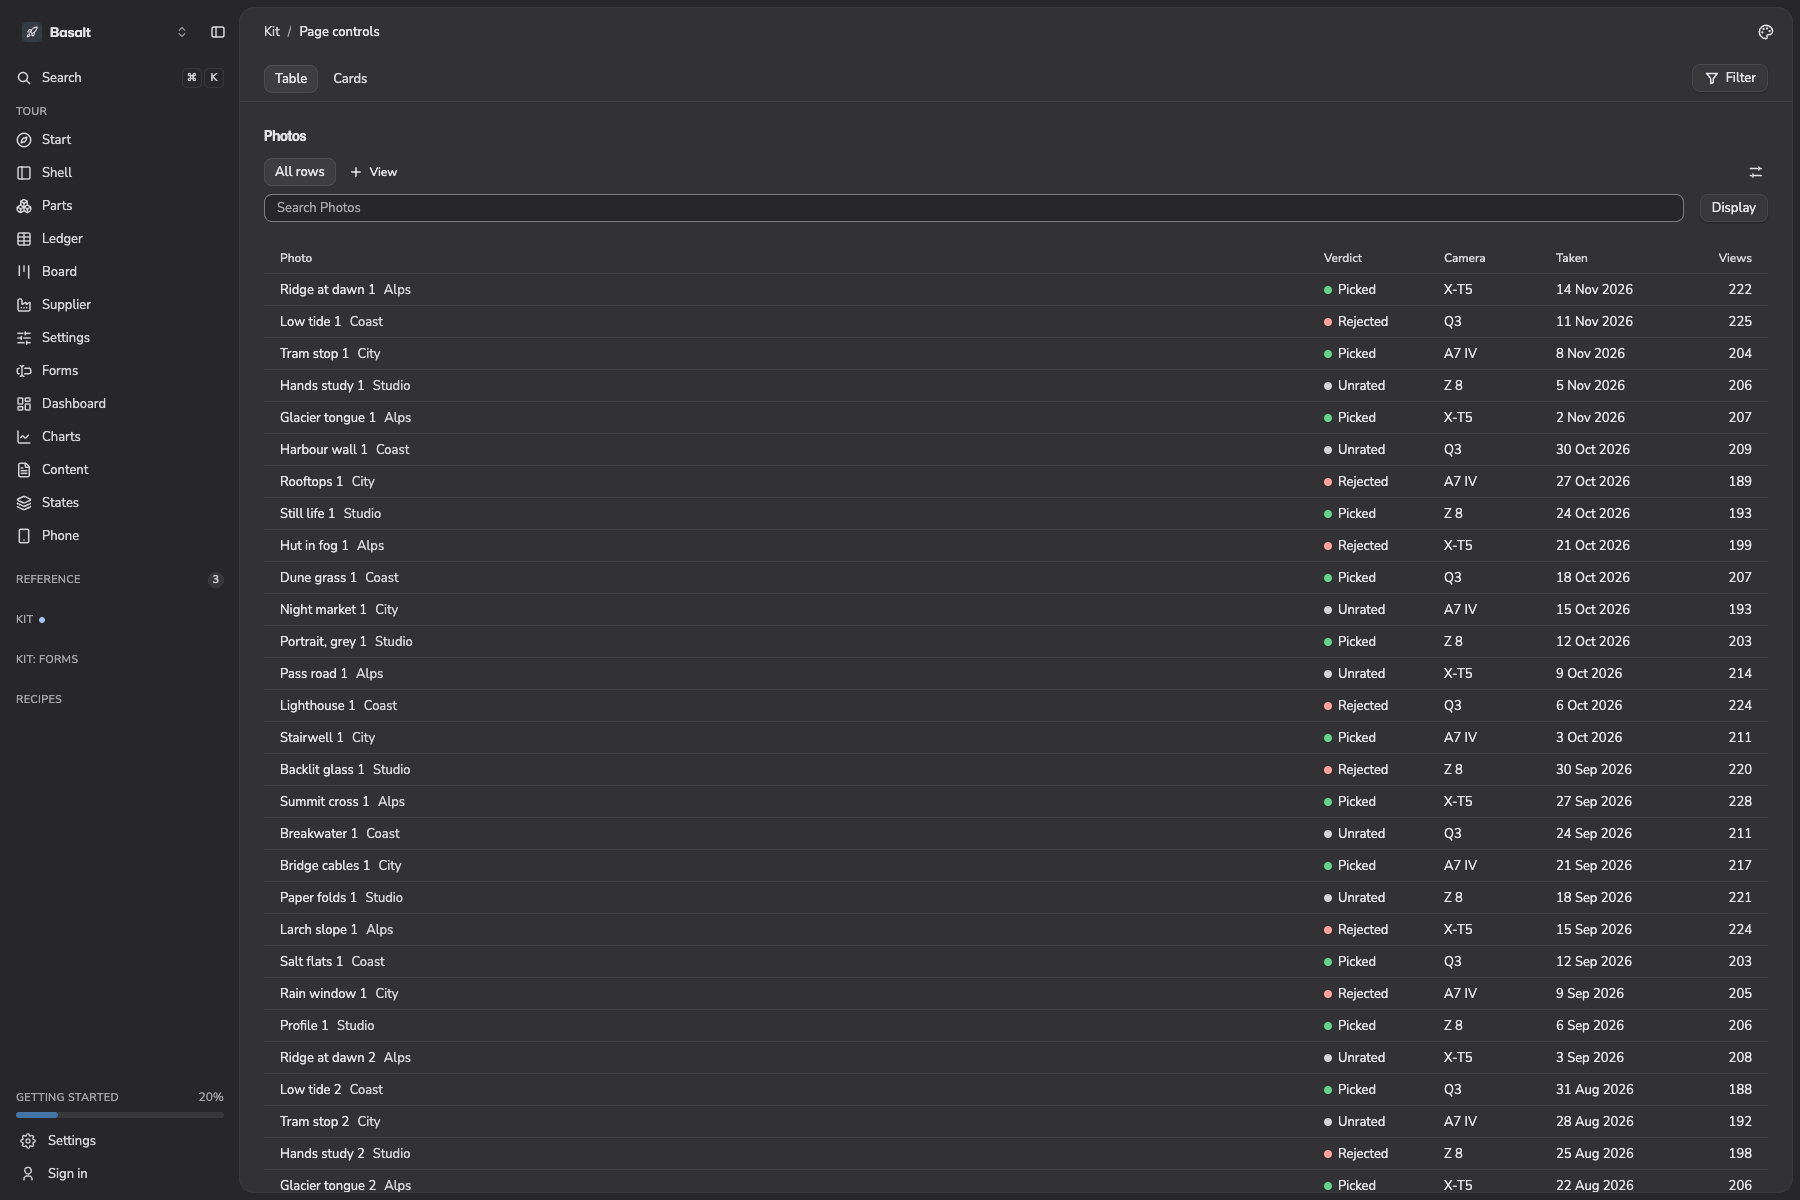 Basalt
Search ⌘ K
TOUR
Start
Shell
Parts
Ledger
Board
Supplier
Settings
Forms
Dashboard
Charts
Content
States
Phone
REFERENCE 3
KIT
KIT: FORMS
RECIPES
GETTING STARTED 20%
Settings
Sign in
Kit / Page controls
Table Cards Filter
Photos
All rows + View
Search Photos Display
Photo Verdict Camera Taken Views
Ridge at dawn 1 Alps Picked X-T5 14 Nov 2026 222
Low tide 1 Coast Rejected Q3 11 Nov 2026 225
Tram stop 1 City Picked A7 IV 8 Nov 2026 204
Hands study 1 Studio Unrated Z 8 5 Nov 2026 206
Glacier tongue 1 Alps Picked X-T5 2 Nov 2026 207
Harbour wall 1 Coast Unrated Q3 30 Oct 2026 209
Rooftops 1 City Rejected A7 IV 27 Oct 2026 189
Still life 1 Studio Picked Z 8 24 Oct 2026 193
Hut in fog 1 Alps Rejected X-T5 21 Oct 2026 199
Dune grass 1 Coast Picked Q3 18 Oct 2026 207
Night market 1 City Unrated A7 IV 15 Oct 2026 193
Portrait, grey 1 Studio Picked Z 8 12 Oct 2026 203
Pass road 1 Alps Unrated X-T5 9 Oct 2026 214
Lighthouse 1 Coast Rejected Q3 6 Oct 2026 224
Stairwell 1 City Picked A7 IV 3 Oct 2026 211
Backlit glass 1 Studio Rejected Z 8 30 Sep 2026 220
Summit cross 1 Alps Picked X-T5 27 Sep 2026 228
Breakwater 1 Coast Unrated Q3 24 Sep 2026 211
Bridge cables 1 City Picked A7 IV 21 Sep 2026 217
Paper folds 1 Studio Unrated Z 8 18 Sep 2026 221
Larch slope 1 Alps Rejected X-T5 15 Sep 2026 224
Salt flats 1 Coast Picked Q3 12 Sep 2026 203
Rain window 1 City Rejected A7 IV 9 Sep 2026 205
Profile 1 Studio Picked Z 8 6 Sep 2026 206
Ridge at dawn 2 Alps Unrated X-T5 3 Sep 2026 208
Low tide 2 Coast Picked Q3 31 Aug 2026 188
Tram stop 2 City Unrated A7 IV 28 Aug 2026 192
Hands study 2 Studio Rejected Z 8 25 Aug 2026 198
Glacier tongue 2 Alps Picked X-T5 22 Aug 2026 206